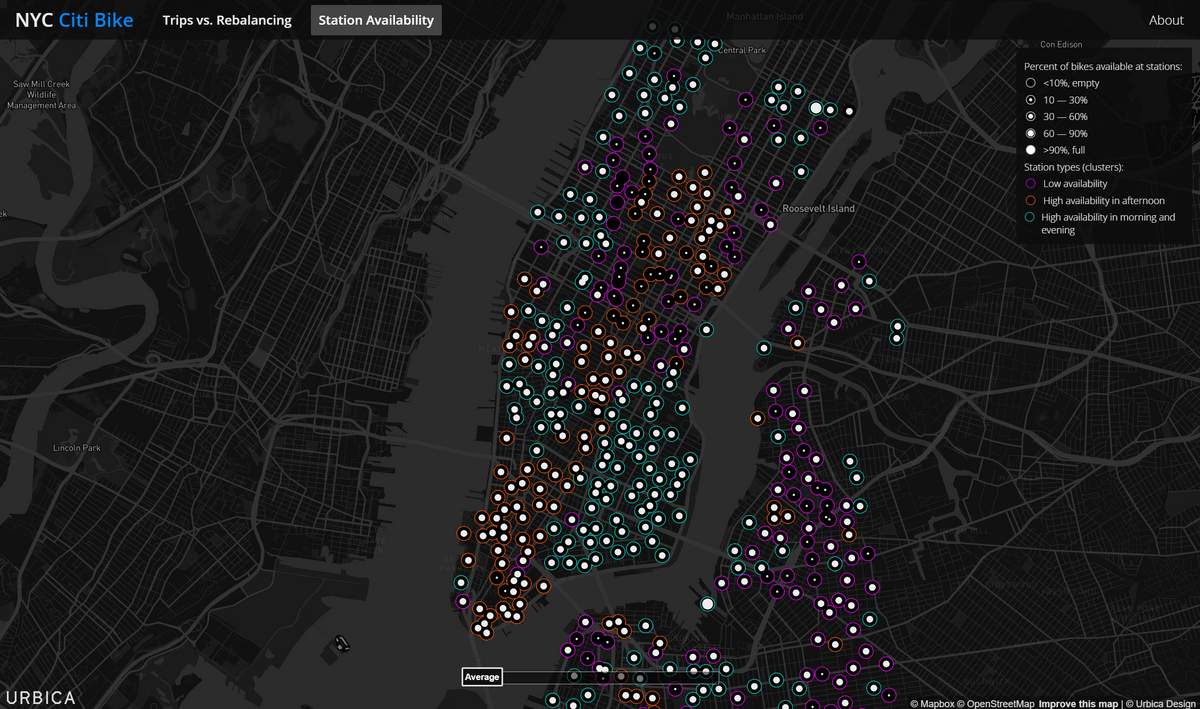 NYC Citi Bike
Trips vs. Rebalancing
Station Availability
About
Manhattan Island
Central Park
Con Edison
Saw Mill Creek
Wildlife
Management Area
Percent of bikes available at stations:
<10%, empty
10 — 30%
30 — 60%
60 — 90%
>90%, full
Station types (clusters):
Low availability
High availability in afternoon
High availability in morning and
evening
Roosevelt Island
Lincoln Park
Average
URBICA
© Mapbox © OpenStreetMap Improve this map | © Urbica Design